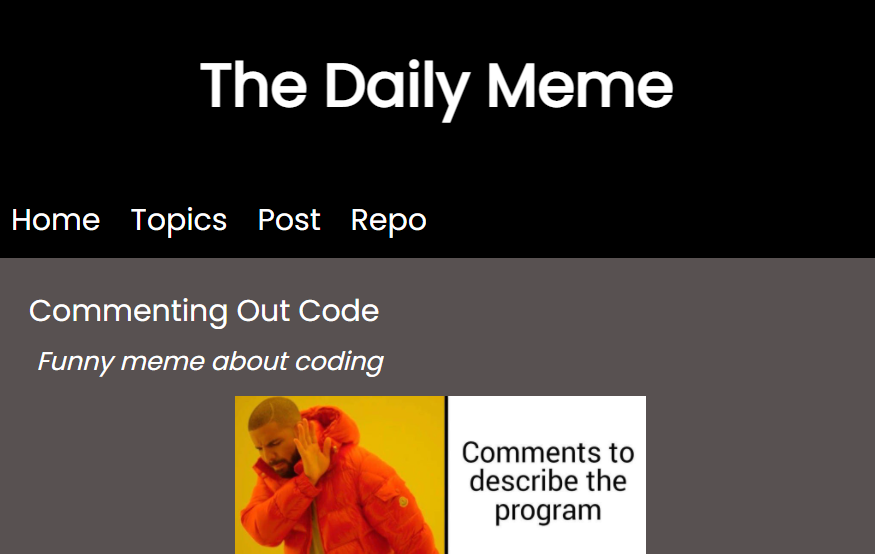 The Daily Meme
Home Topics Post Repo
Commenting Out Code
Funny meme about coding
Comments to
describe the
program